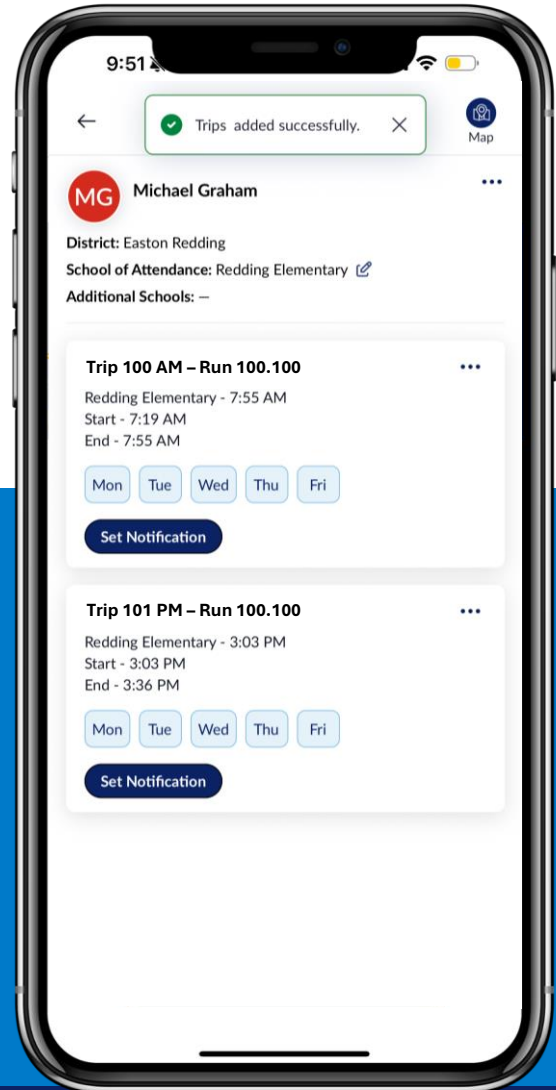 9:51
Trips added successfully.
Map
MG
Michael Graham
District: Easton Redding
School of Attendance: Redding Elementary
Additional Schools: —
Trip 100 AM – Run 100.100
Redding Elementary - 7:55 AM
Start - 7:19 AM
End - 7:55 AM
Mon Tue Wed Thu Fri
Set Notification
Trip 101 PM – Run 100.100
Redding Elementary - 3:03 PM
Start - 3:03 PM
End - 3:36 PM
Mon Tue Wed Thu Fri
Set Notification